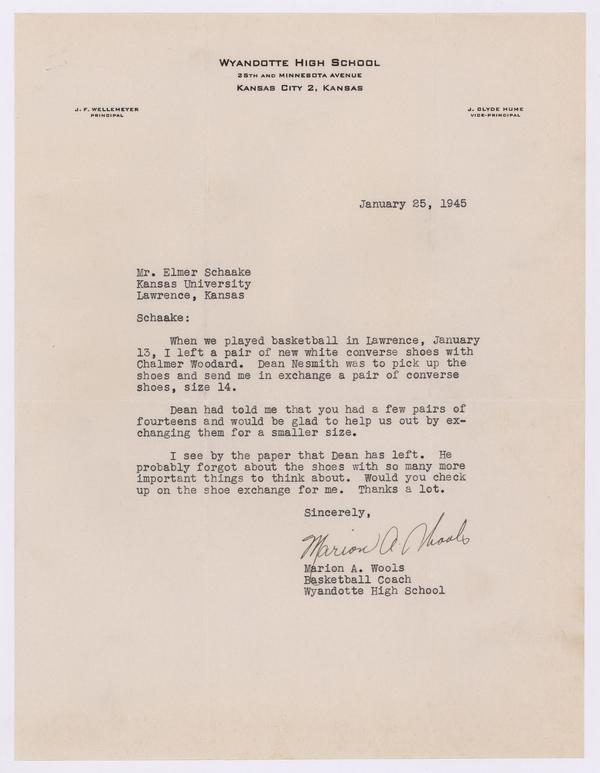 WYANDOTTE HIGH SCHOOL
25TH AND MINNESOTA AVENUE
KANSAS CITY 2, KANSAS
J. F. WELLEMEYER
PRINCIPAL
J. CLYDE HUME
VICE-PRINCIPAL
January 25, 1945
Mr. Elmer Schaake
Kansas University
Lawrence, Kansas
Schaake:
When we played basketball in Lawrence, January
13, I left a pair of new white converse shoes with
Chalmer Woodard. Dean Nesmith was to pick up the
shoes and send me in exchange a pair of converse
shoes, size 14.
Dean had told me that you had a few pairs of
fourteens and would be glad to help us out by ex-
changing them for a smaller size.
I see by the paper that Dean has left. He
probably forgot about the shoes with so many more
important things to think about. Would you check
up on the shoe exchange for me. Thanks a lot.
Sincerely,
Marion A. Wools
Marion A. Wools
Basketball Coach
Wyandotte High School